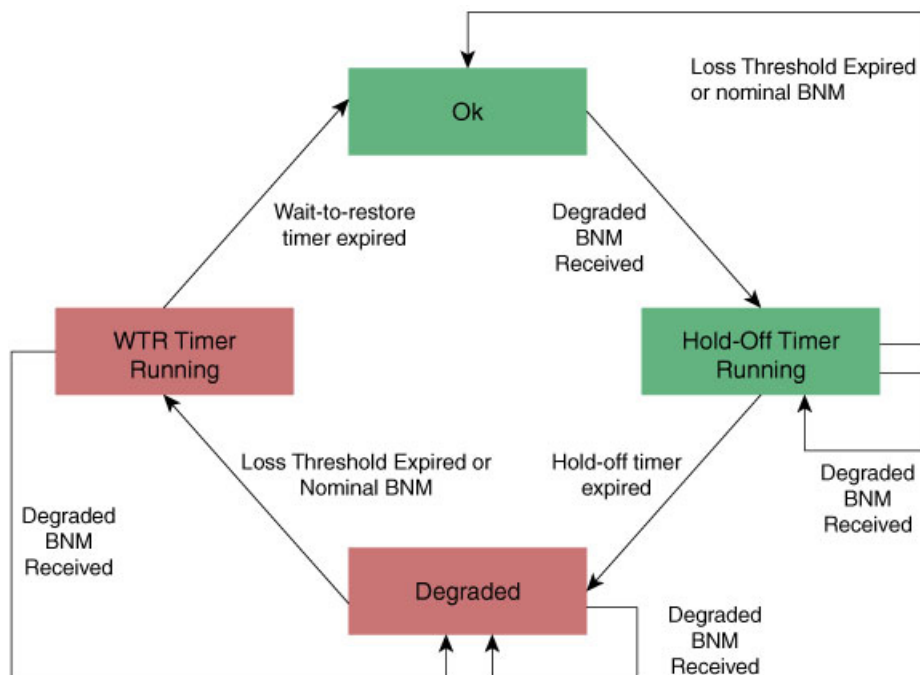 Loss Threshold Expired
or nominal BNM
Ok
Wait-to-restore
timer expired
Degraded
BNM
Received
WTR Timer
Running
Hold-Off Timer
Running
Loss Threshold Expired or
Nominal BNM
Hold-off timer
expired
Degraded
BNM
Received
Degraded
BNM
Received
Degraded
Degraded
BNM
Received